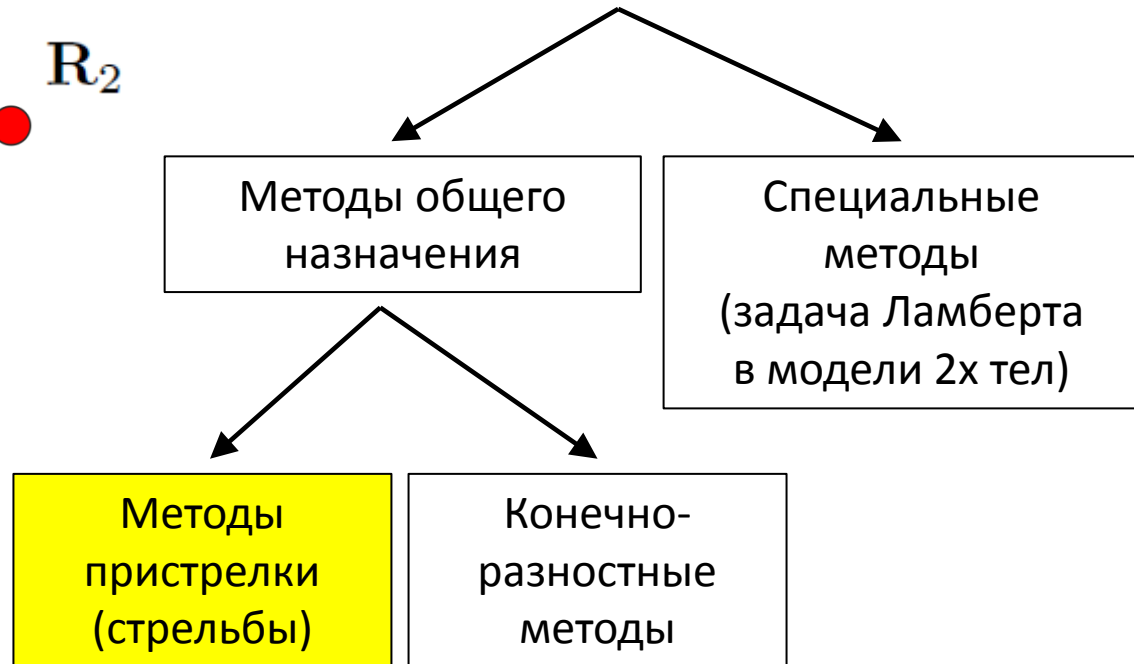 R₂
Методы общего
назначения
Специальные
методы
(задача Ламберта
в модели 2х тел)
Методы
пристрелки
(стрельбы)
Конечно-
разностные
методы